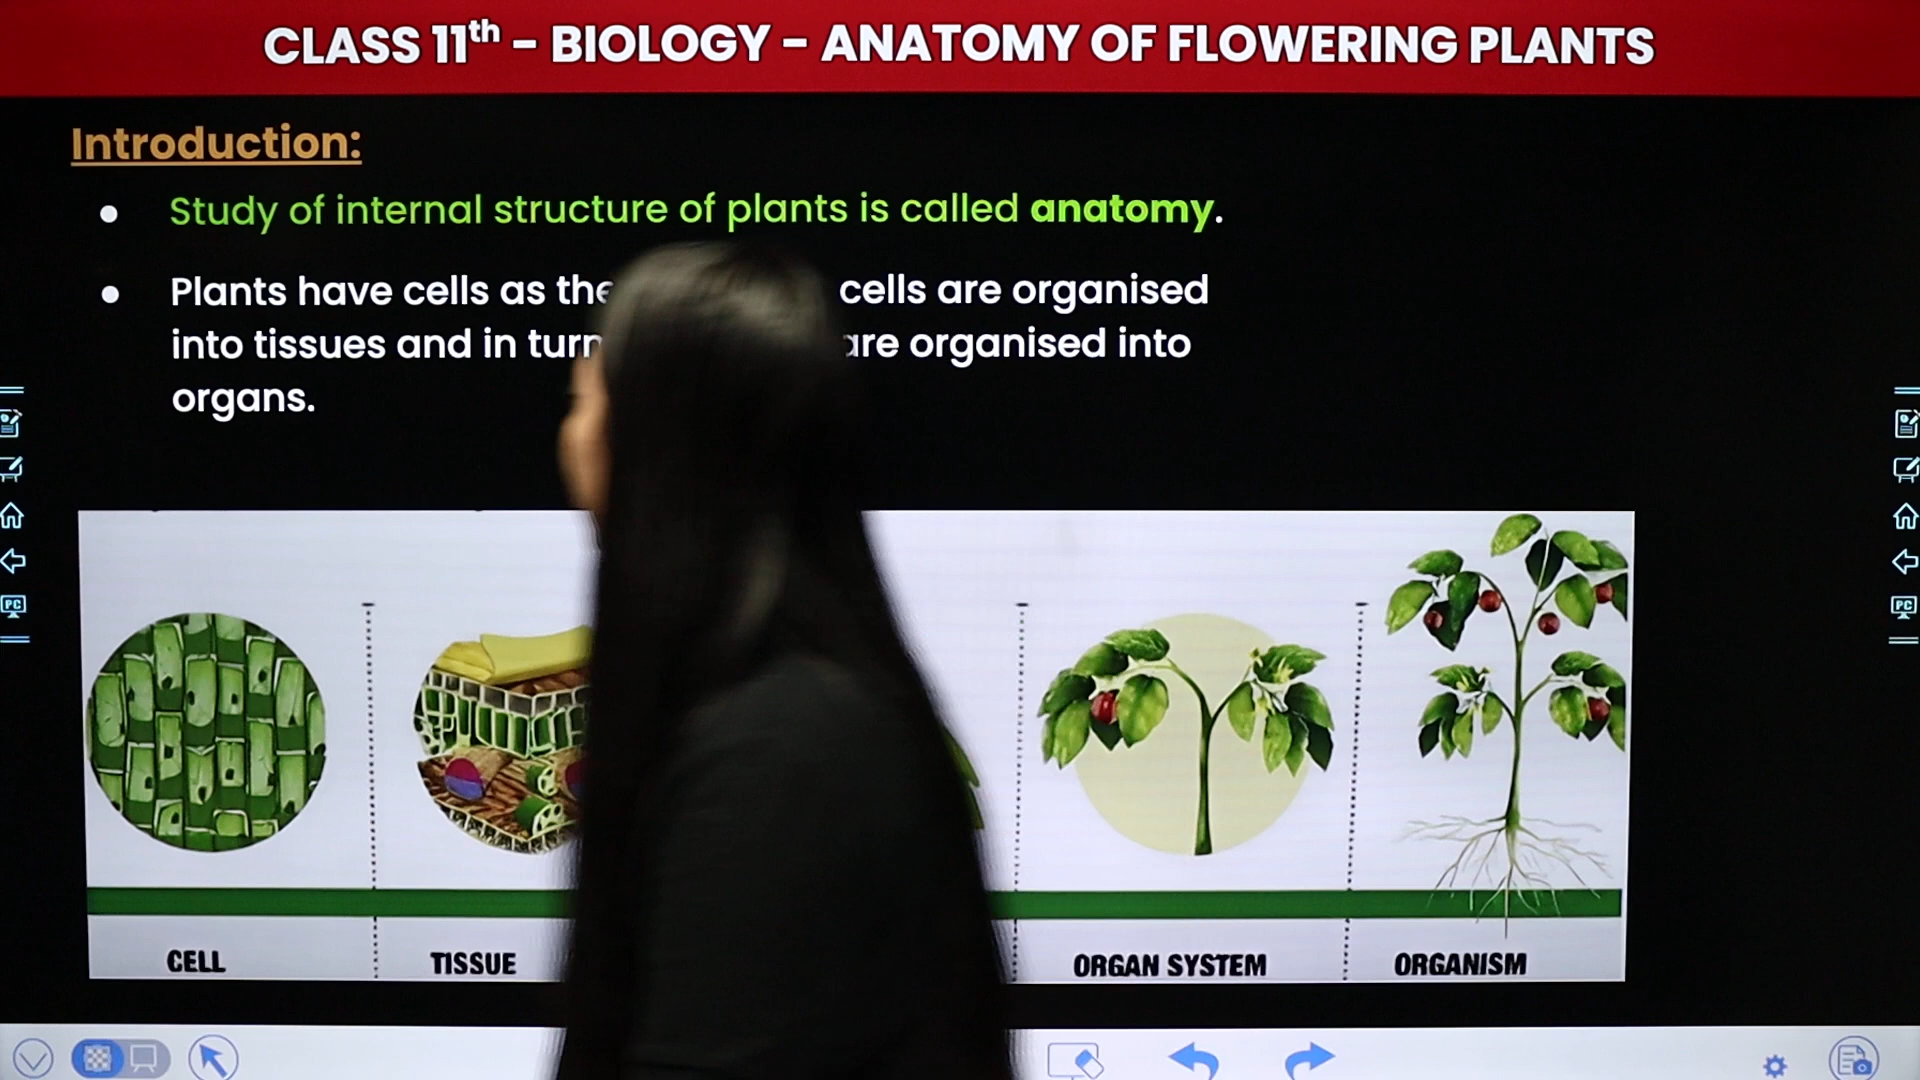 CLASS 11th - BIOLOGY - ANATOMY OF FLOWERING PLANTS
Introduction:
• Study of internal structure of plants is called anatomy.
• Plants have cells as the cells are organised
into tissues and in turn are organised into
organs.
CELL TISSUE ORGAN SYSTEM ORGANISM
PC
PC